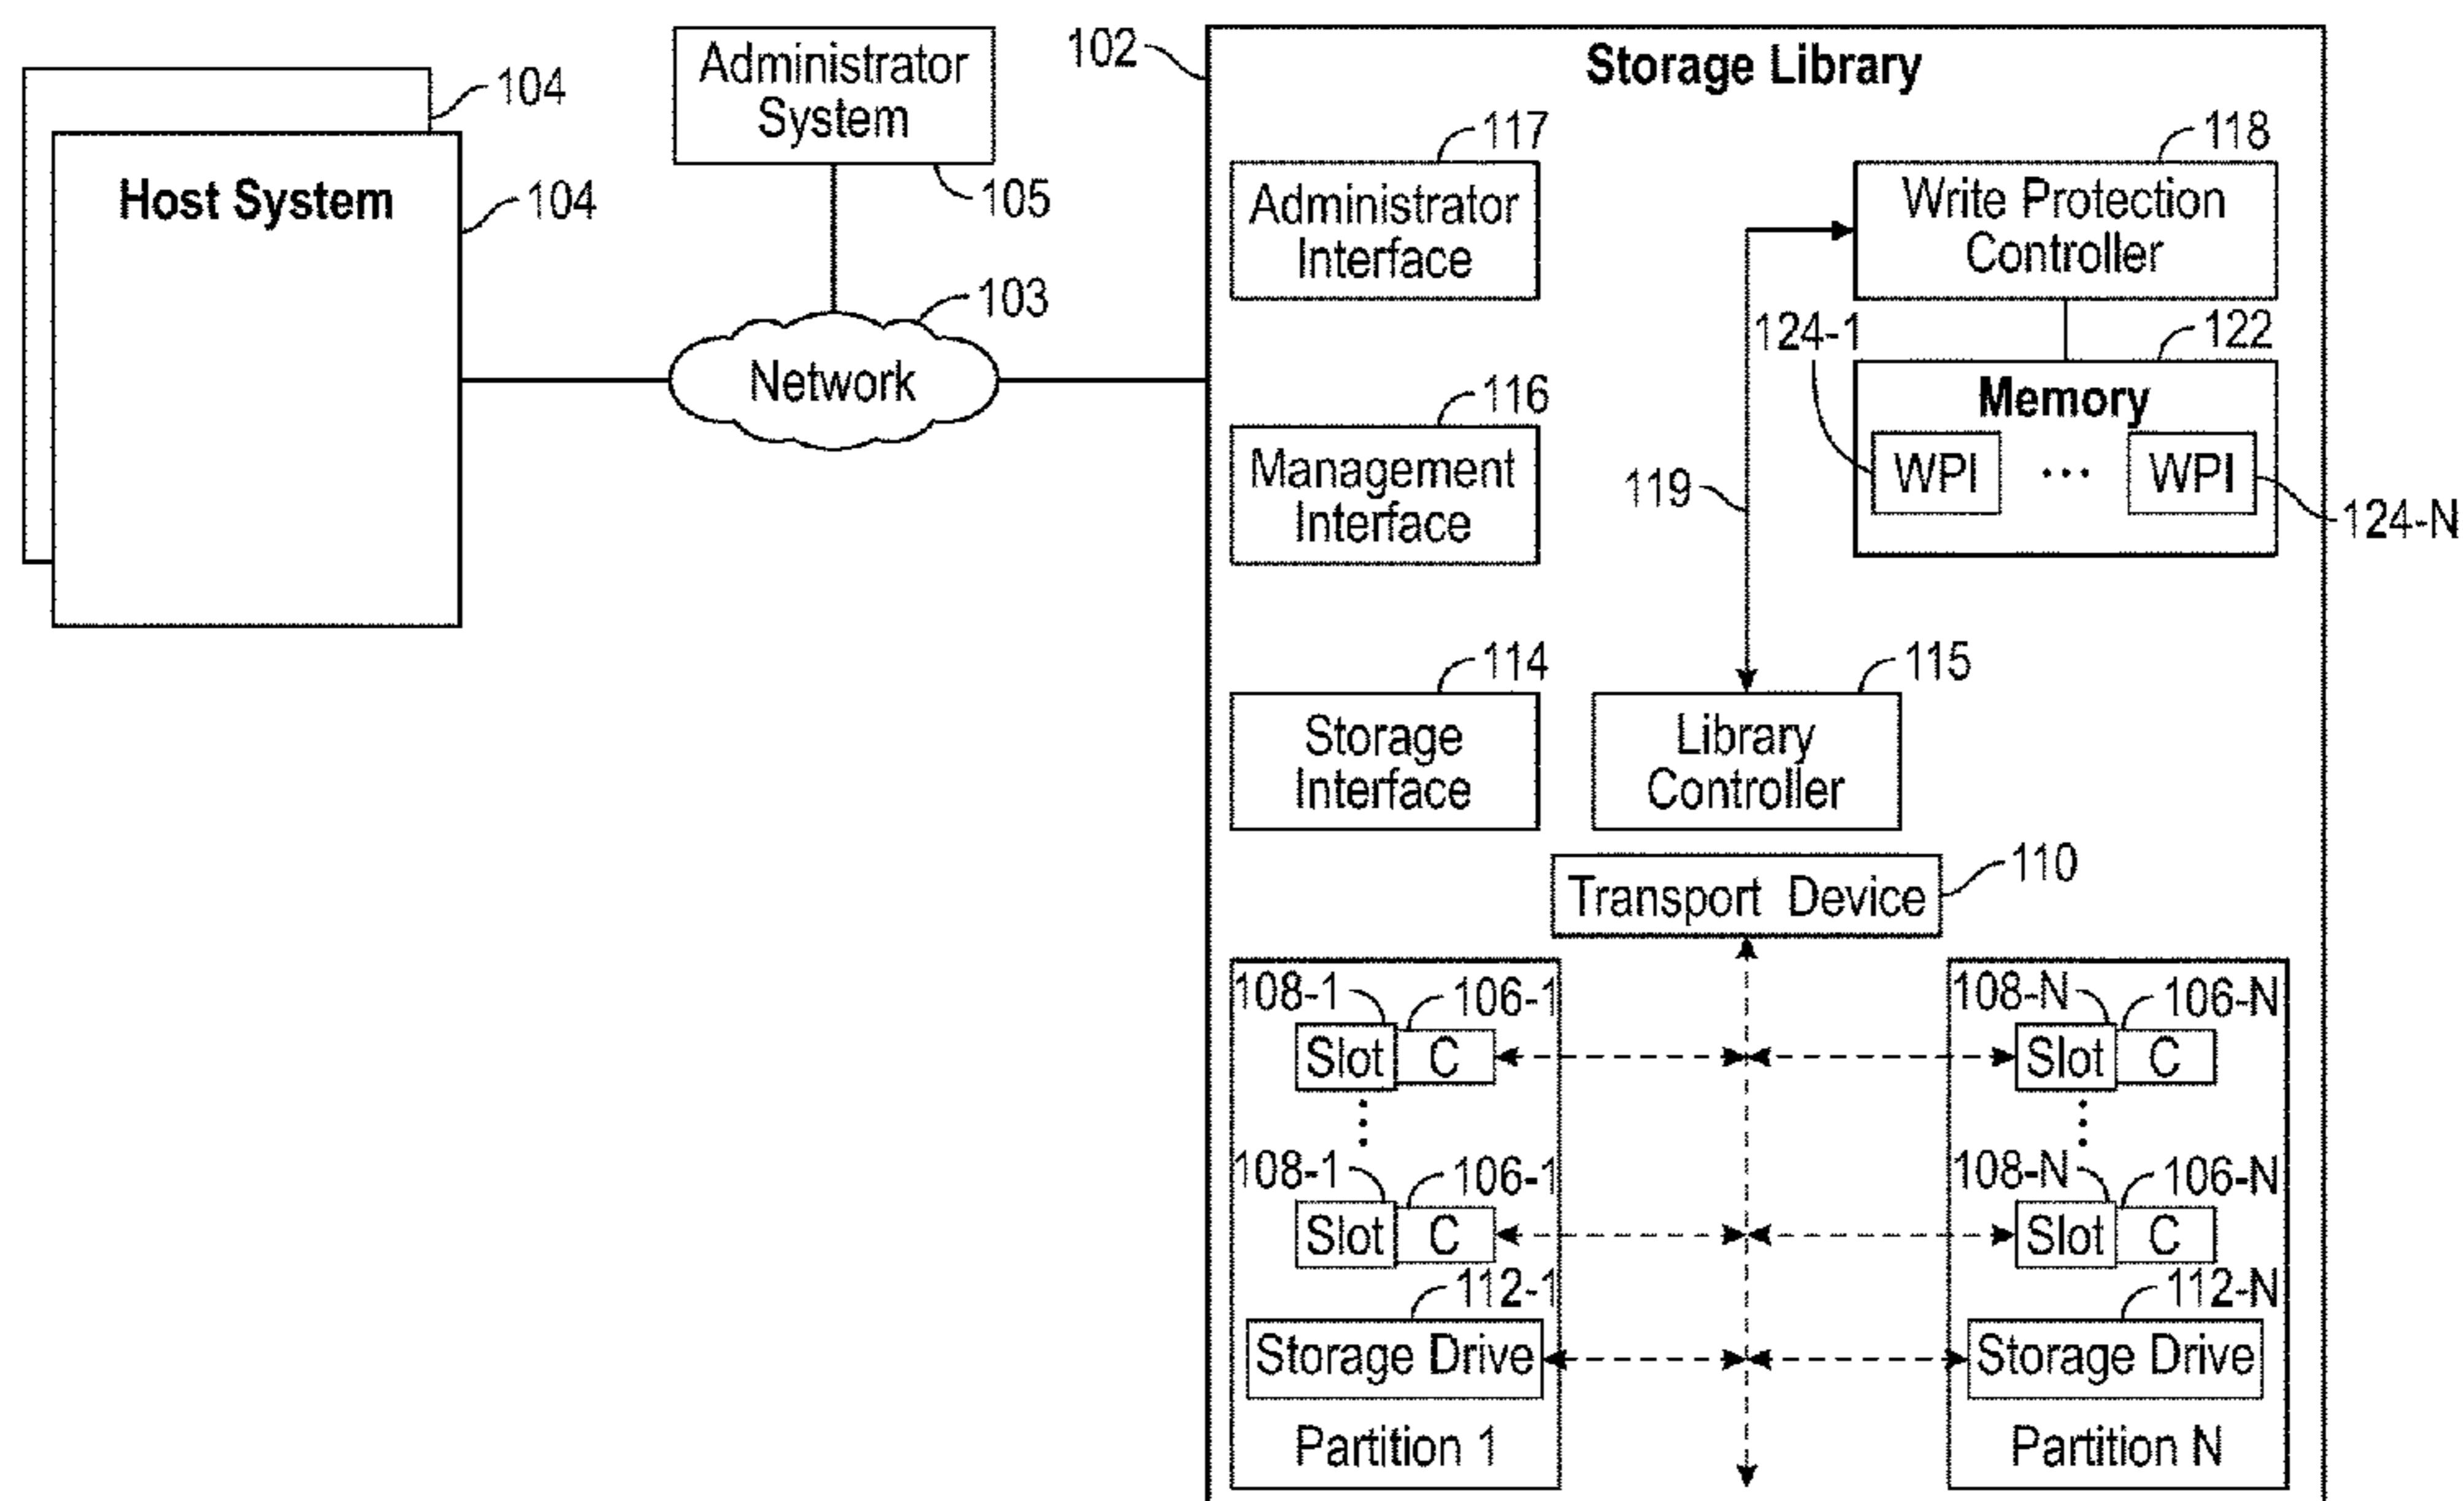 104
Host System
104
Administrator
System
105
103
Network
102
Storage Library
117
Administrator
Interface
118
Write Protection
Controller
124-1
122
Memory
WPI
...
WPI
124-N
116
Management
Interface
119
114
Storage
Interface
115
Library
Controller
110
Transport Device
108-1
106-1
Slot
C
108-1
106-1
Slot
C
112-1
Storage Drive
Partition 1
108-N
106-N
Slot
C
108-N
106-N
Slot
C
112-N
Storage Drive
Partition N